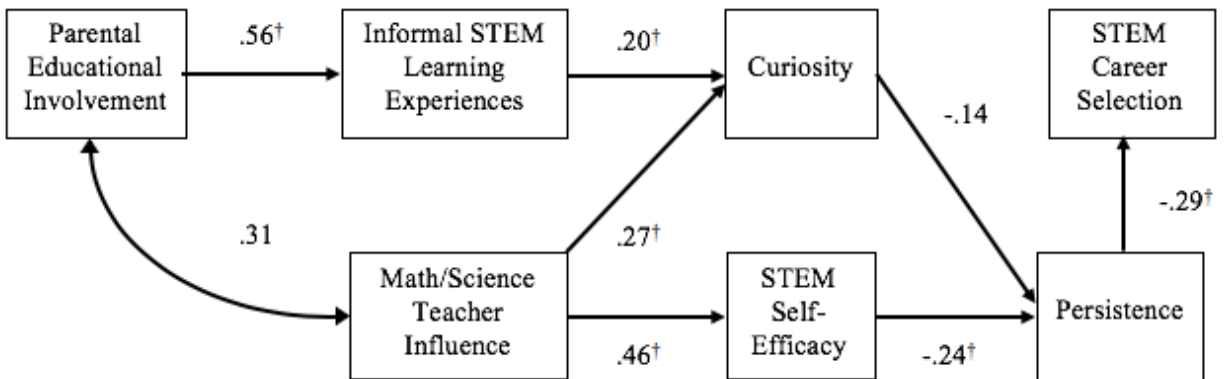 Parental
Educational
Involvement
.56†
Informal STEM
Learning
Experiences
.20†
Curiosity
STEM
Career
Selection
-.14
-.29†
.31
.27†
Math/Science
Teacher
Influence
.46†
STEM
Self-
Efficacy
-.24†
Persistence